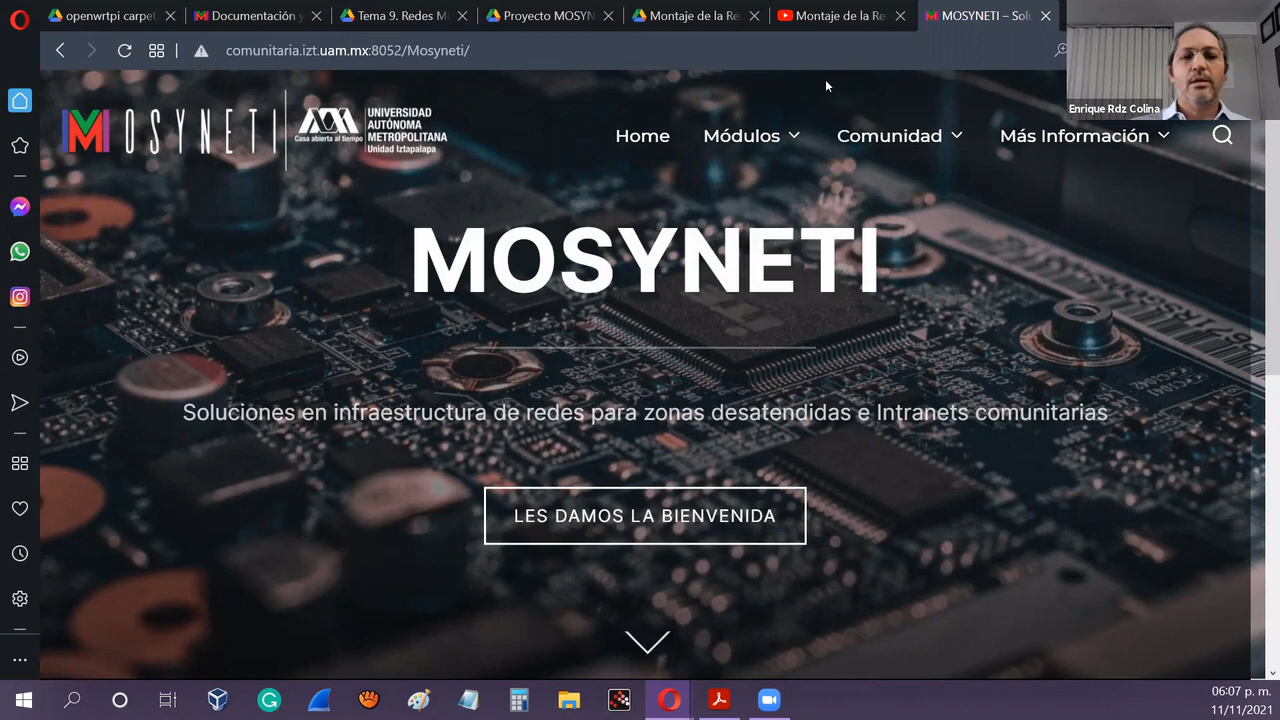 openwrtpi carpet
Documentación y
Tema 9. Redes M
Proyecto MOSYN
Montaje de la Re
Montaje de la Re
MOSYNETI – Solu
comunitaria.izt.uam.mx:8052/Mosyneti/
Enrique Rdz Colina
MOSYNETI
Casa abierta al tiempo
UNIVERSIDAD
AUTÓNOMA
METROPOLITANA
Unidad Iztapalapa
Home
Módulos
Comunidad
Más Información
MOSYNETI
Soluciones en infraestructura de redes para zonas desatendidas e Intranets comunitarias
LES DAMOS LA BIENVENIDA
06:07 p. m.
11/11/2021